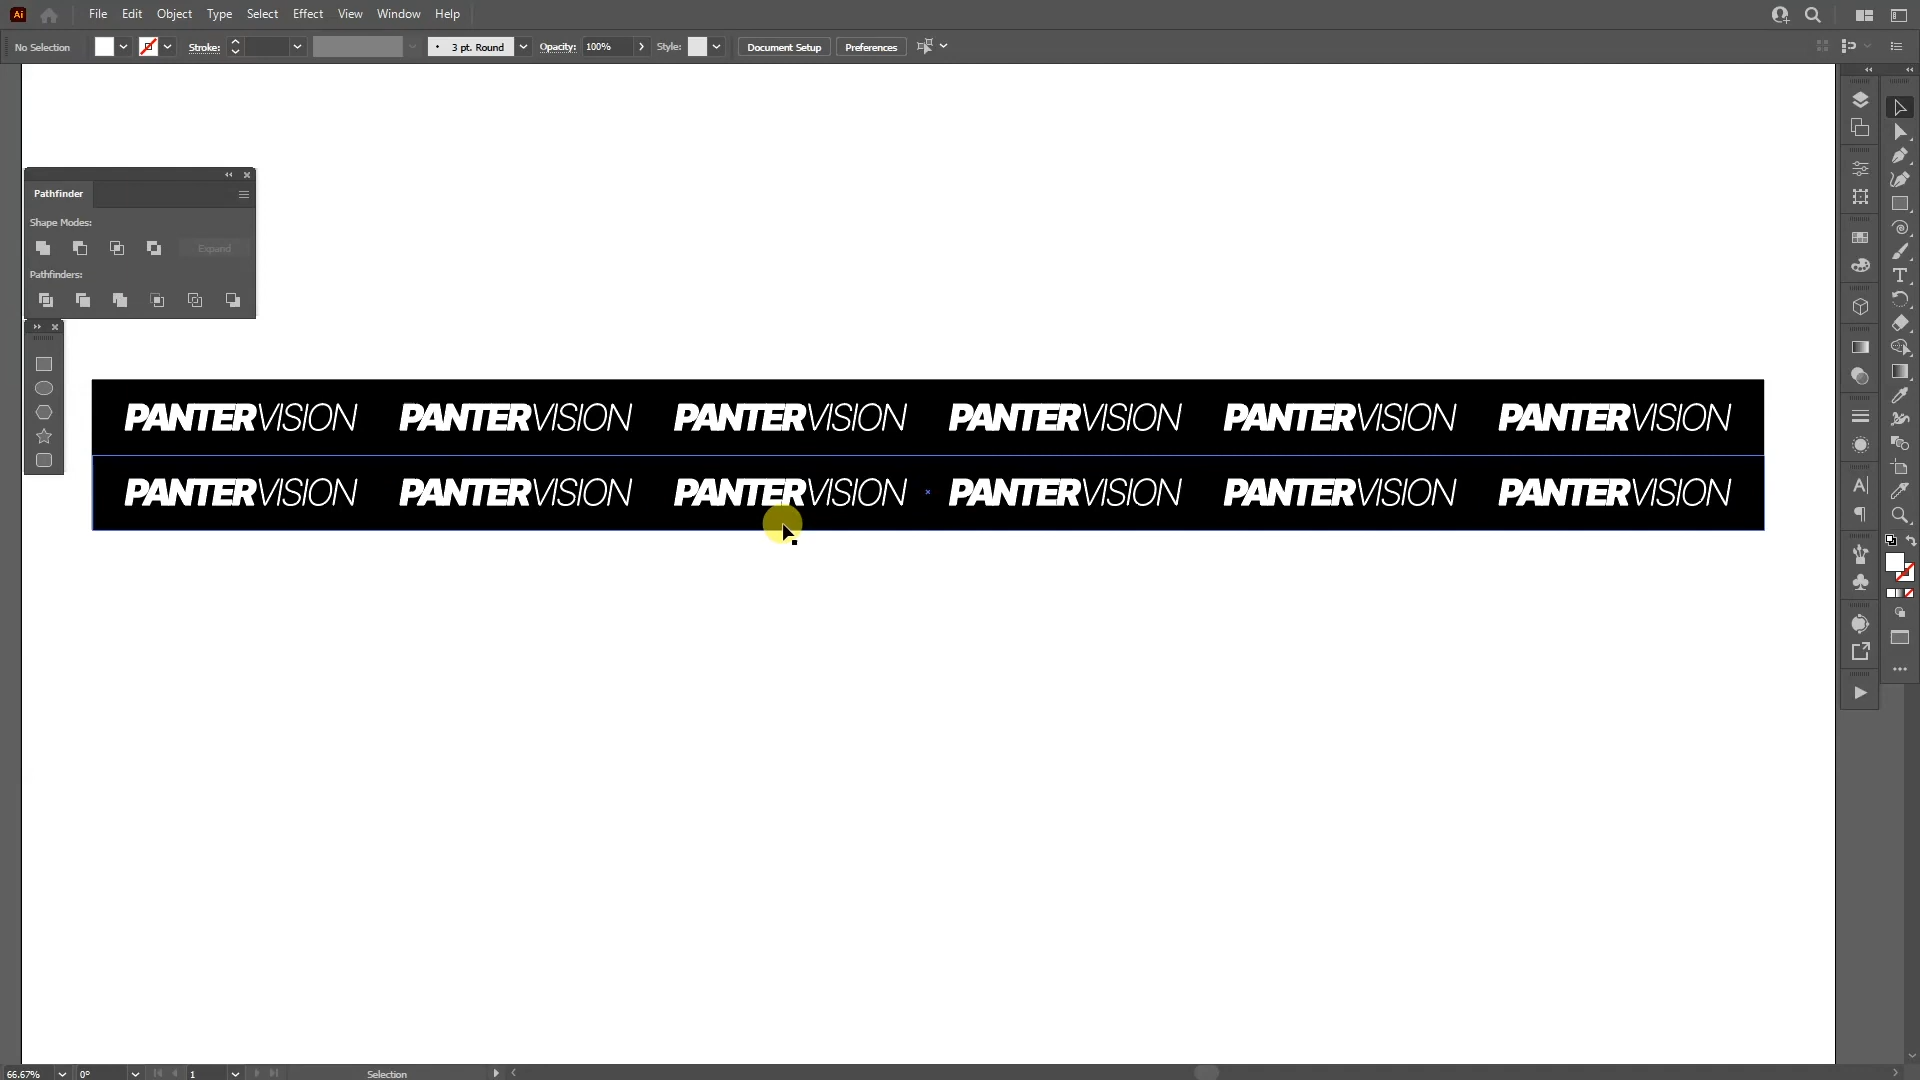 Ai File Edit Object Type Select Effect View Window Help
No Selection Stroke: 3 pt. Round Opacity: 100% Style: Document Setup Preferences
Pathfinder
Shape Modes:
Expand
Pathfinders:
PANTERVISION PANTERVISION PANTERVISION PANTERVISION PANTERVISION PANTERVISION
PANTERVISION PANTERVISION PANTERVISION PANTERVISION PANTERVISION PANTERVISION
66.67% 0° 1 Selection